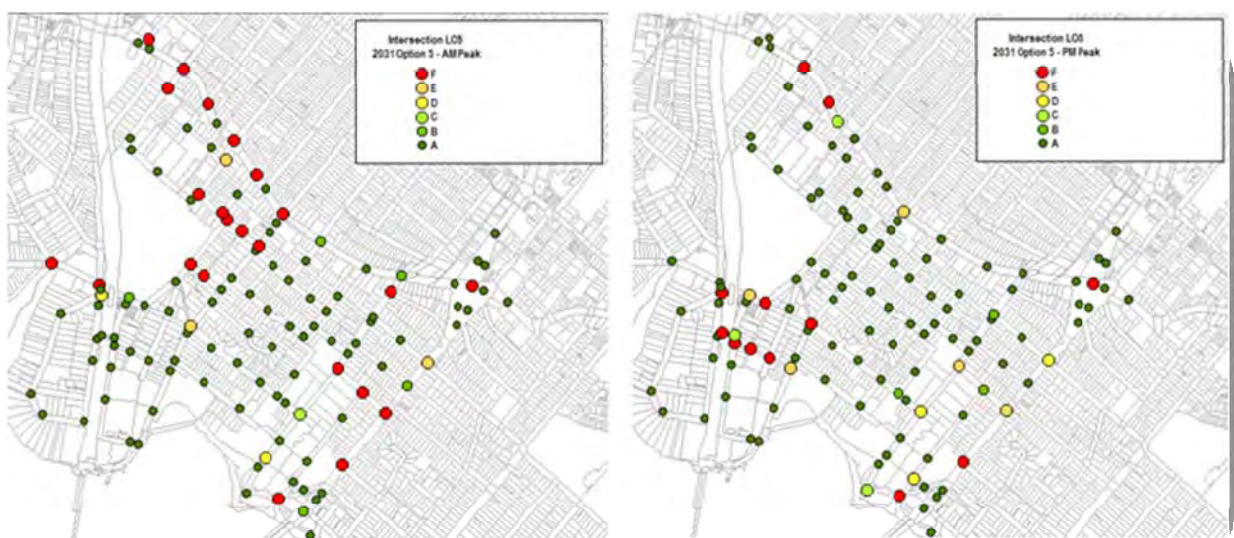 Intersection LOS
2031 Option 5 - AM Peak
F
E
D
C
B
A
Intersection LOS
2031 Option 5 - PM Peak
F
E
D
C
B
A